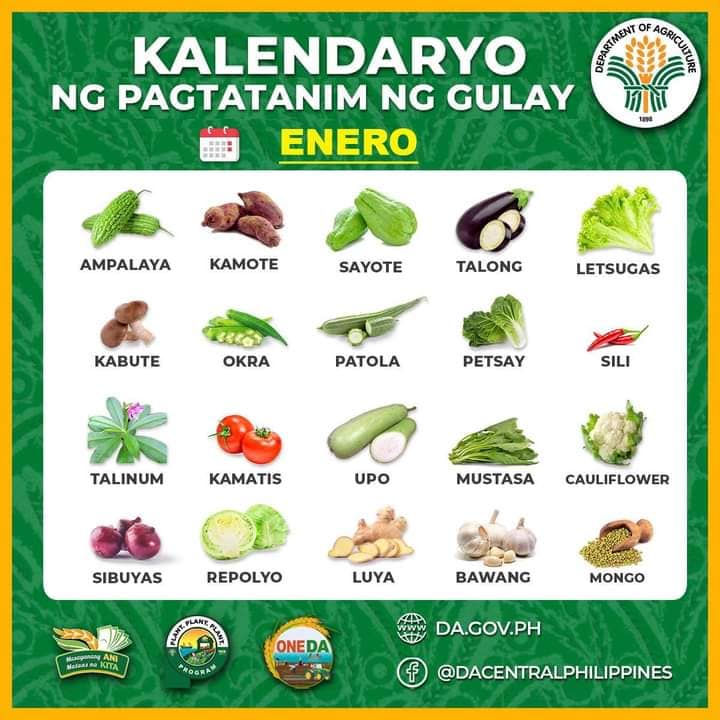 KALENDARYO
NG PAGTATANIM NG GULAY
ENERO
DEPARTMENT OF AGRICULTURE
1898
AMPALAYA
KAMOTE
SAYOTE
TALONG
LETSUGAS
KABUTE
OKRA
PATOLA
PETSAY
SILI
TALINUM
KAMATIS
UPO
MUSTASA
CAULIFLOWER
SIBUYAS
REPOLYO
LUYA
BAWANG
MONGO
Masaganang ANI
Mataas na KITA
PLANT, PLANT, PLANT
PROGRAM
ONEDA
DA.GOV.PH
@DACENTRALPHILIPPINES